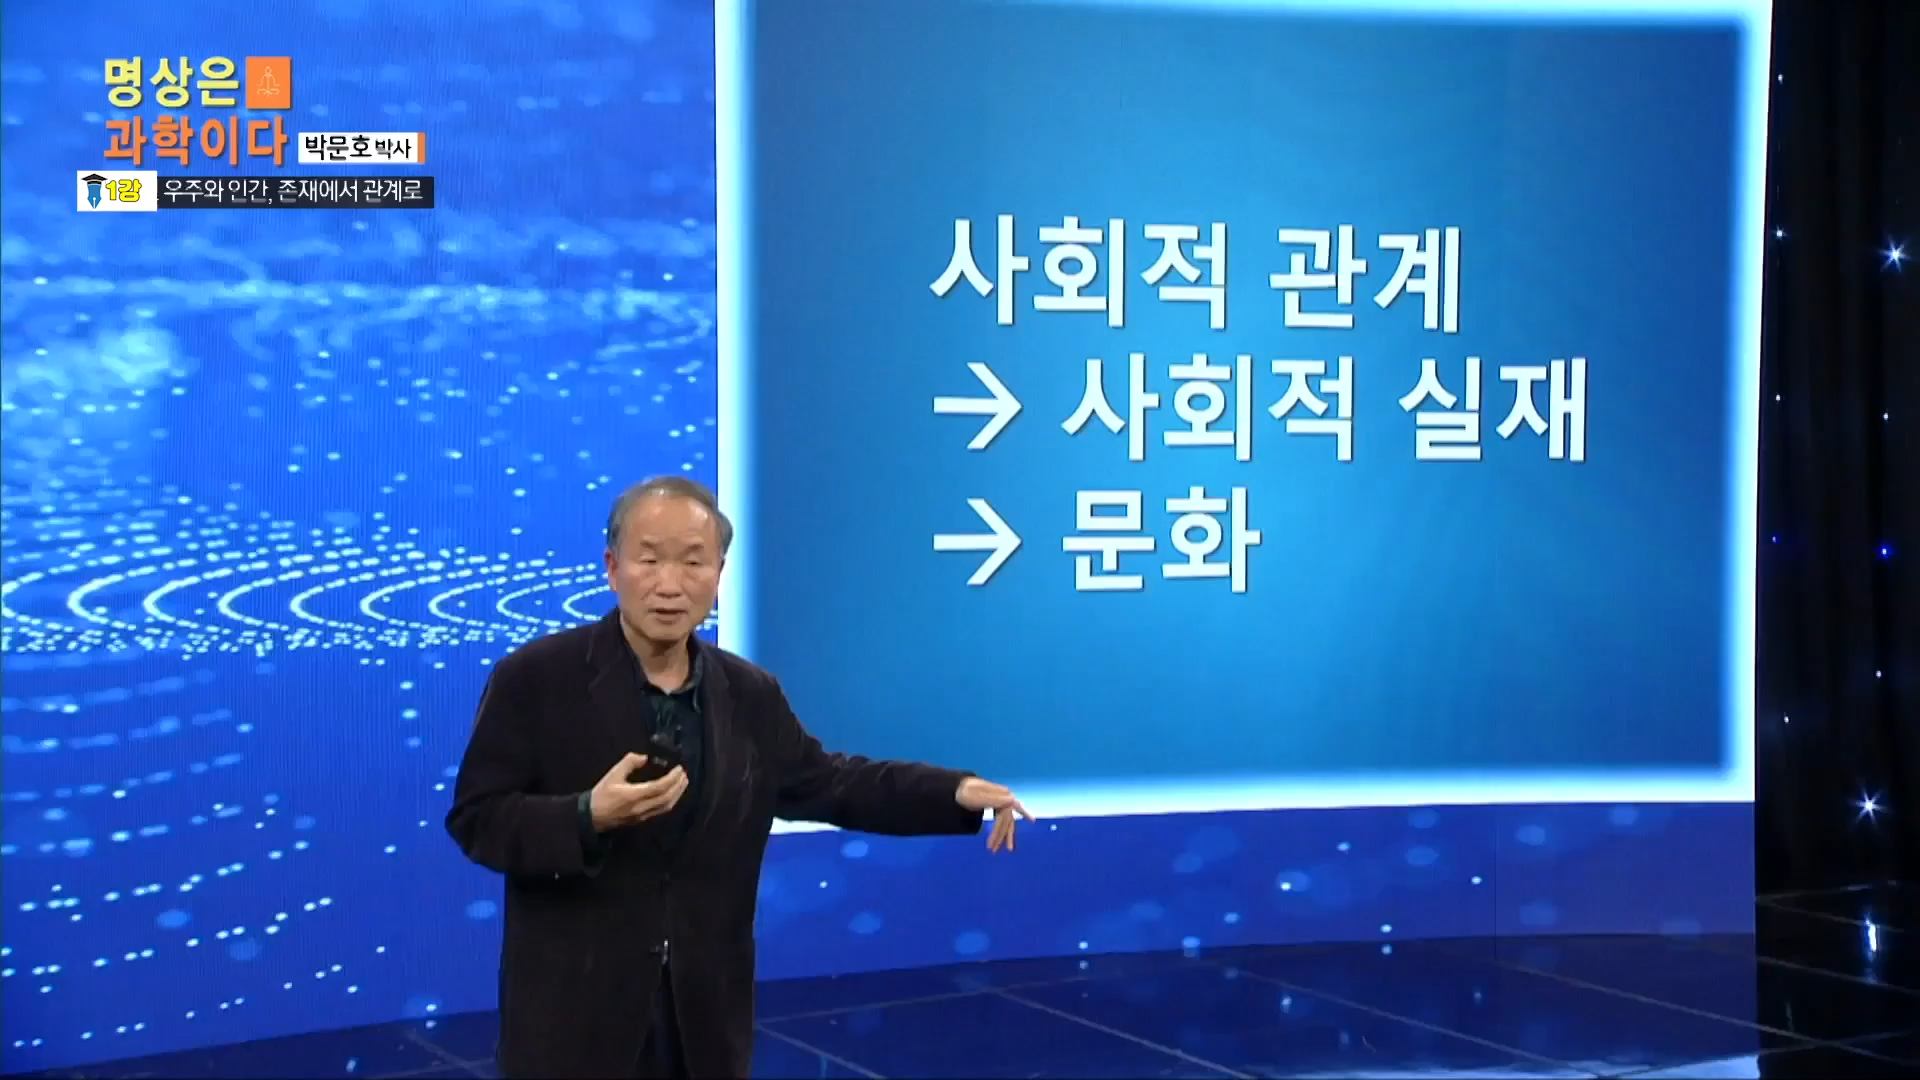 명상은
과학이다 박문호 박사
1강 우주와 인간, 존재에서 관계로
사회적 관계
→ 사회적 실재
→ 문화